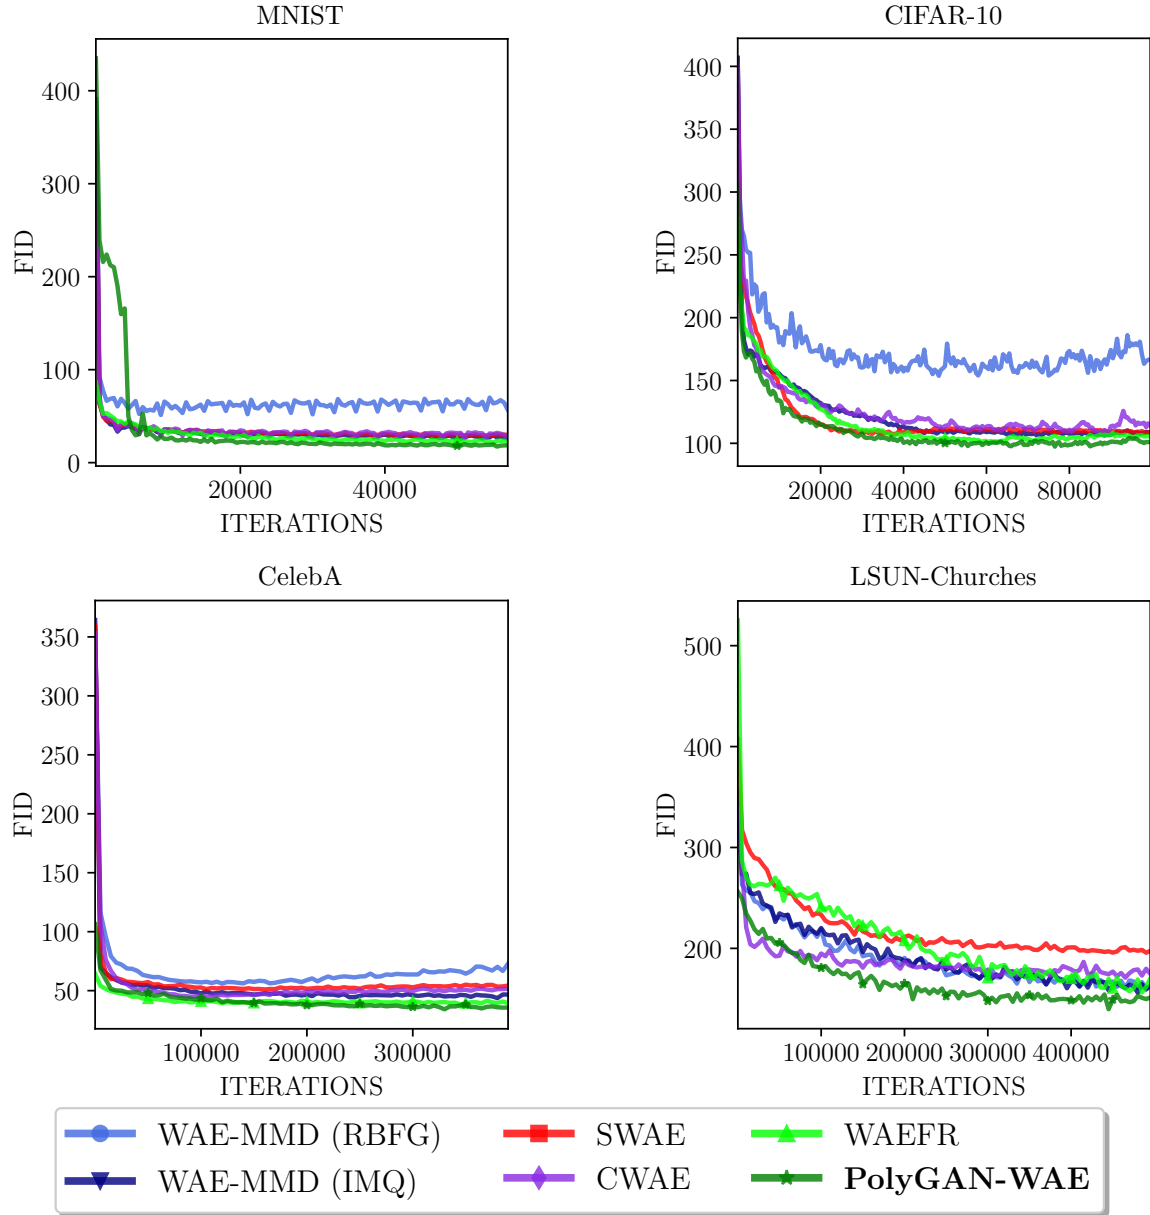 MNIST
FID
400
300
200
100
0
20000 40000
ITERATIONS
CIFAR-10
FID
400
350
300
250
200
150
100
20000 40000 60000 80000
ITERATIONS
CelebA
FID
350
300
250
200
150
100
50
100000 200000 300000
ITERATIONS
LSUN-Churches
FID
500
400
300
200
100000 200000 300000 400000
ITERATIONS
WAE-MMD (RBFG) SWAE WAEFR
WAE-MMD (IMQ) CWAE PolyGAN-WAE